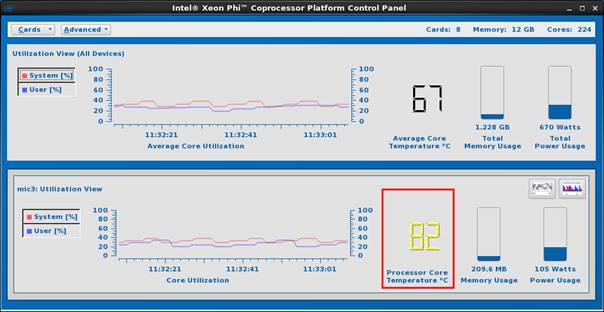 Intel® Xeon Phi™ Coprocessor Platform Control Panel
Cards Advanced Cards: 8 Memory: 12 GB Cores: 224
Utilization View (All Devices)
System [%]
User [%]
100
80
60
40
20
0
100
80
60
40
20
0
11:32:21 11:32:41 11:33:01
Average Core Utilization
67
Average Core
Temperature °C
1.228 GB
Total
Memory Usage
670 Watts
Total
Power Usage
mic3: Utilization View
System [%]
User [%]
100
80
60
40
20
0
100
80
60
40
20
0
11:32:21 11:32:41 11:33:01
Core Utilization
82
Processor Core
Temperature °C
209.6 MB
Memory Usage
105 Watts
Power Usage